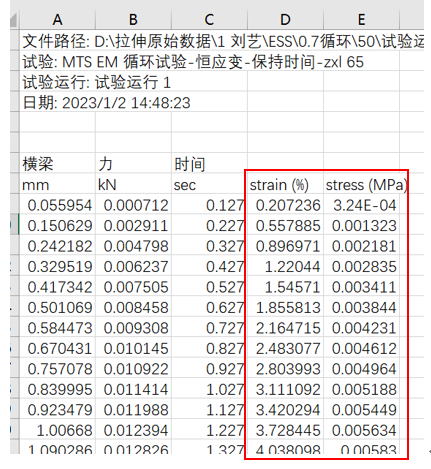 A B C D E
文件路径: D:\拉伸原始数据\1 刘艺\ESS\0.7循环\50\试验运
试验: MTS EM 循环试验-恒应变-保持时间-zxl 65
试验运行: 试验运行 1
日期: 2023/1/2 14:48:23
横梁 力 时间
mm kN sec strain (%) stress (MPa)
0.055954 0.000712 0.127 0.207236 3.24E-04
0.150629 0.002911 0.227 0.557885 0.001323
0.242182 0.004798 0.327 0.896971 0.002181
0.329519 0.006237 0.427 1.22044 0.002835
0.417342 0.007505 0.527 1.54571 0.003411
0.501069 0.008458 0.627 1.855813 0.003844
0.584473 0.009308 0.727 2.164715 0.004231
0.670431 0.010145 0.827 2.483077 0.004612
0.757078 0.010922 0.927 2.803993 0.004964
0.839995 0.011414 1.027 3.111092 0.005188
0.923479 0.011988 1.127 3.420294 0.005449
1.00668 0.012394 1.227 3.728445 0.005634
1.090286 0.012826 1.327 4.038098 0.00583